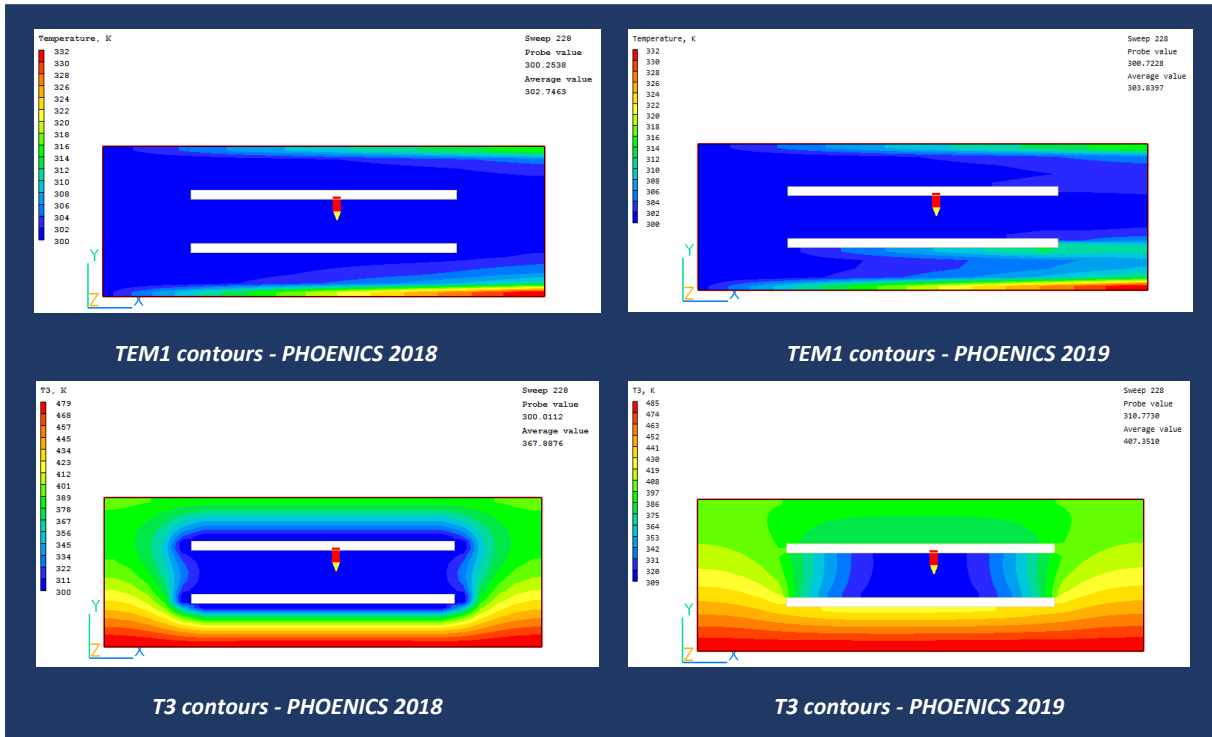 Temperature, K
332
330
328
326
324
322
320
318
316
314
312
310
308
306
304
302
300
Sweep 228
Probe value
300.2538
Average value
302.7463
Y
Z
X
TEM1 contours - PHOENICS 2018
Temperature, K
332
330
328
326
324
322
320
318
316
314
312
310
308
306
304
302
300
Sweep 228
Probe value
300.7228
Average value
303.8397
Y
Z
X
TEM1 contours - PHOENICS 2019
T3, K
479
468
457
445
434
423
412
401
389
378
367
356
345
334
322
311
300
Sweep 228
Probe value
300.0112
Average value
367.8876
Y
Z
X
T3 contours - PHOENICS 2018
T3, K
485
474
463
452
441
430
419
408
397
386
375
364
353
342
331
320
309
Sweep 228
Probe value
310.7730
Average value
407.3510
Y
Z
X
T3 contours - PHOENICS 2019